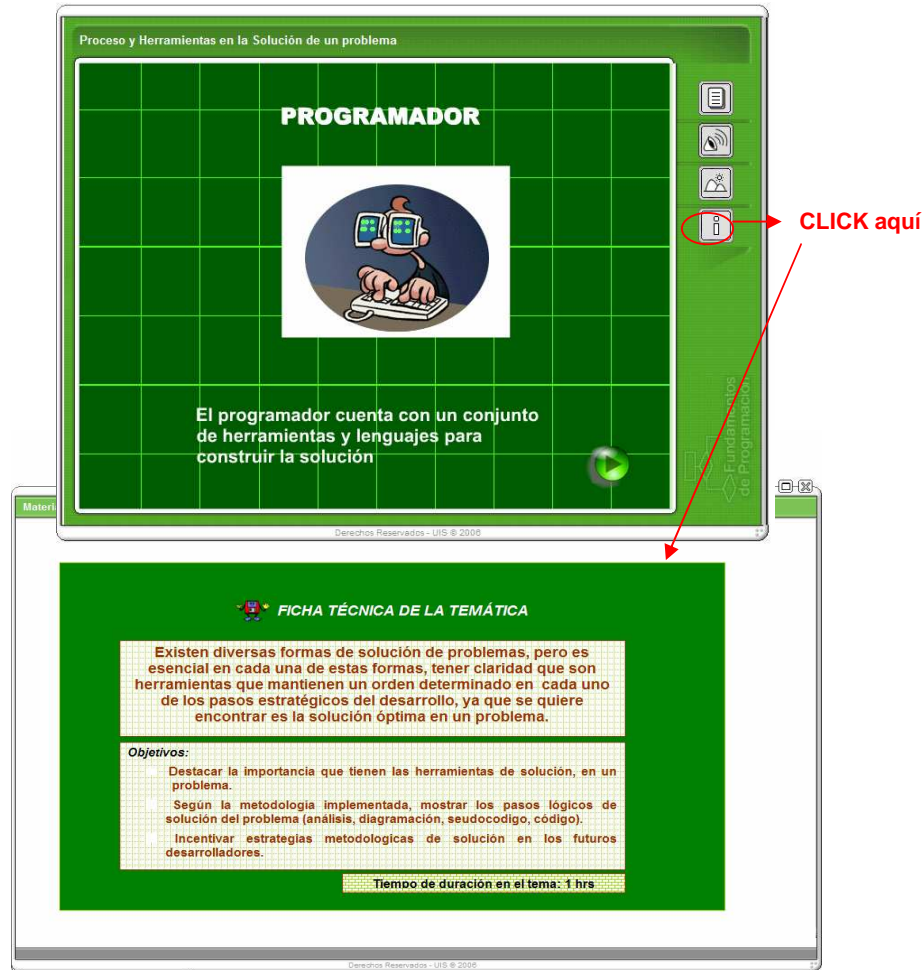 Proceso y Herramientas en la Solución de un problema
PROGRAMADOR
CLICK aquí
El programador cuenta con un conjunto
de herramientas y lenguajes para
construir la solución
Fundamentos
de Programación
Derechos Reservados - UIS © 2006
Materi
FICHA TÉCNICA DE LA TEMÁTICA
Existen diversas formas de solución de problemas, pero es
esencial en cada una de estas formas, tener claridad que son
herramientas que mantienen un orden determinado en cada uno
de los pasos estratégicos del desarrollo, ya que se quiere
encontrar es la solución óptima en un problema.
Objetivos:
Destacar la importancia que tienen las herramientas de solución, en un
problema.
Según la metodologia implementada, mostrar los pasos lógicos de
solución del problema (análisis, diagramación, seudocodigo, código).
Incentivar estrategias metodologicas de solución en los futuros
desarrolladores.
Tiempo de duración en el tema: 1 hrs
Derechos Reservados - UIS © 2006